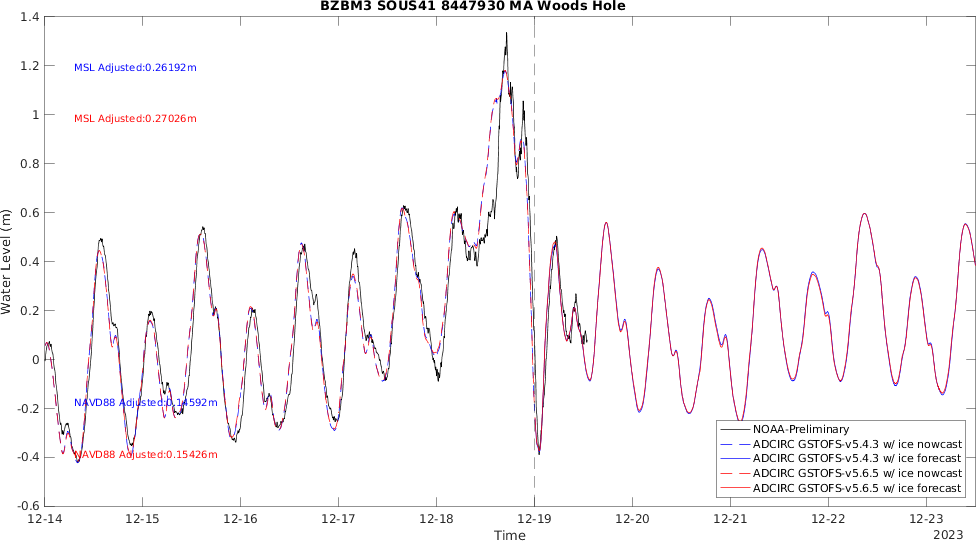 BZBM3 SOUS41 8447930 MA Woods Hole
1.4
1.2
1
0.8
0.6
0.4
0.2
0
-0.2
-0.4
-0.6
Water Level (m)
MSL Adjusted:0.26192m
MSL Adjusted:0.27026m
NAVD88 Adjusted:0.14592m
NAVD88 Adjusted:0.15426m
NOAA-Preliminary
ADCIRC GSTOFS-v5.4.3 w/ ice nowcast
ADCIRC GSTOFS-v5.4.3 w/ ice forecast
ADCIRC GSTOFS-v5.6.5 w/ ice nowcast
ADCIRC GSTOFS-v5.6.5 w/ ice forecast
12-14 12-15 12-16 12-17 12-18 12-19 12-20 12-21 12-22 12-23
Time
2023